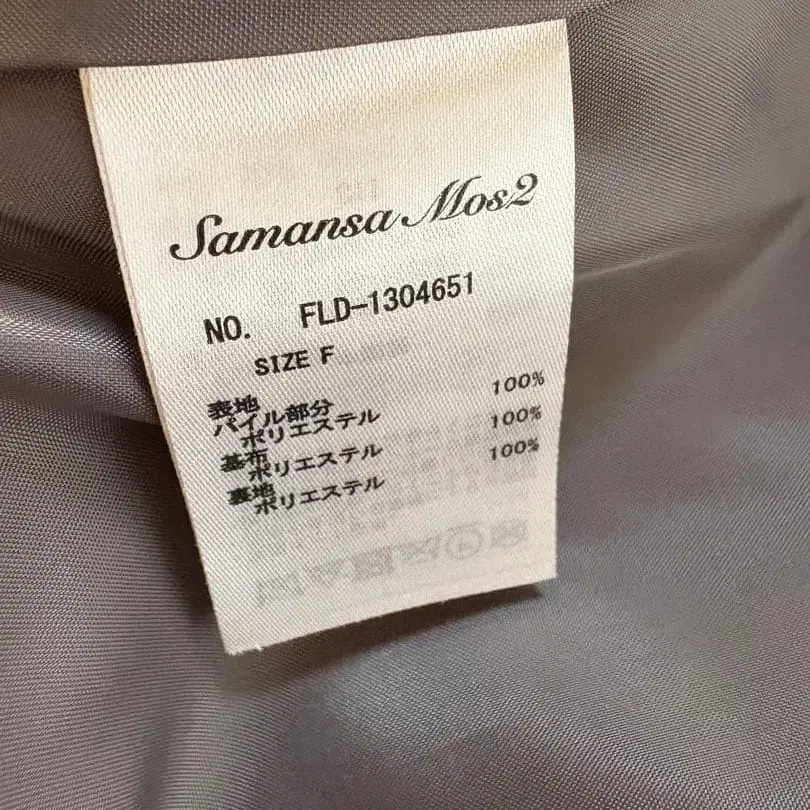 Samansa Mos2
NO. FLD-1304651
SIZE F
表地
パイル部分
ポリエステル 100%
基布
ポリエステル 100%
裏地
ポリエステル 100%